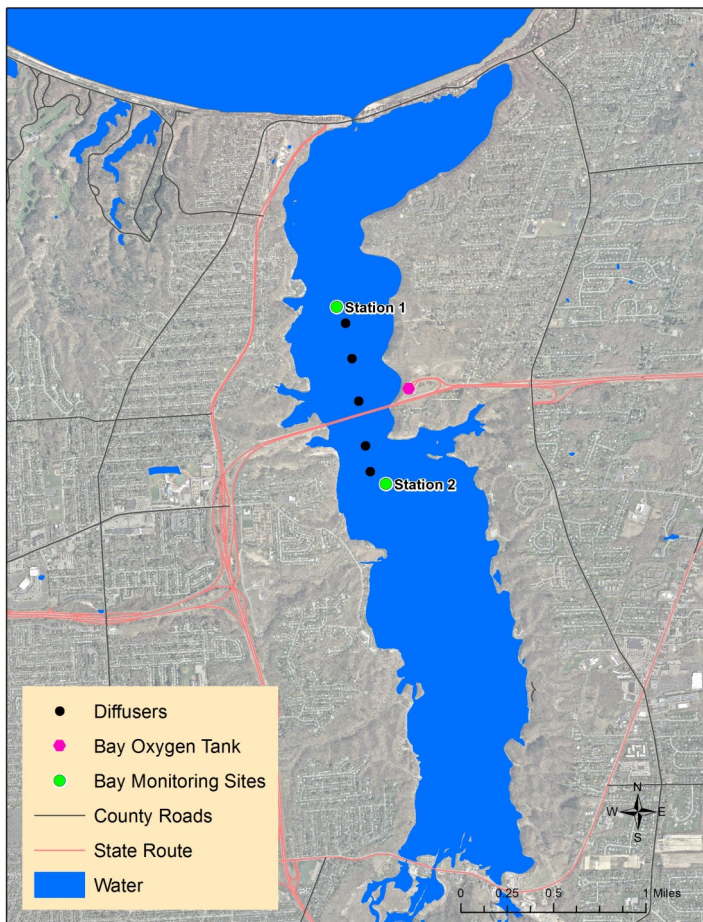 Station 1
Station 2
Diffusers
Bay Oxygen Tank
Bay Monitoring Sites
County Roads
State Route
Water
N
W E
S
0 0.25 0.5 1 Miles